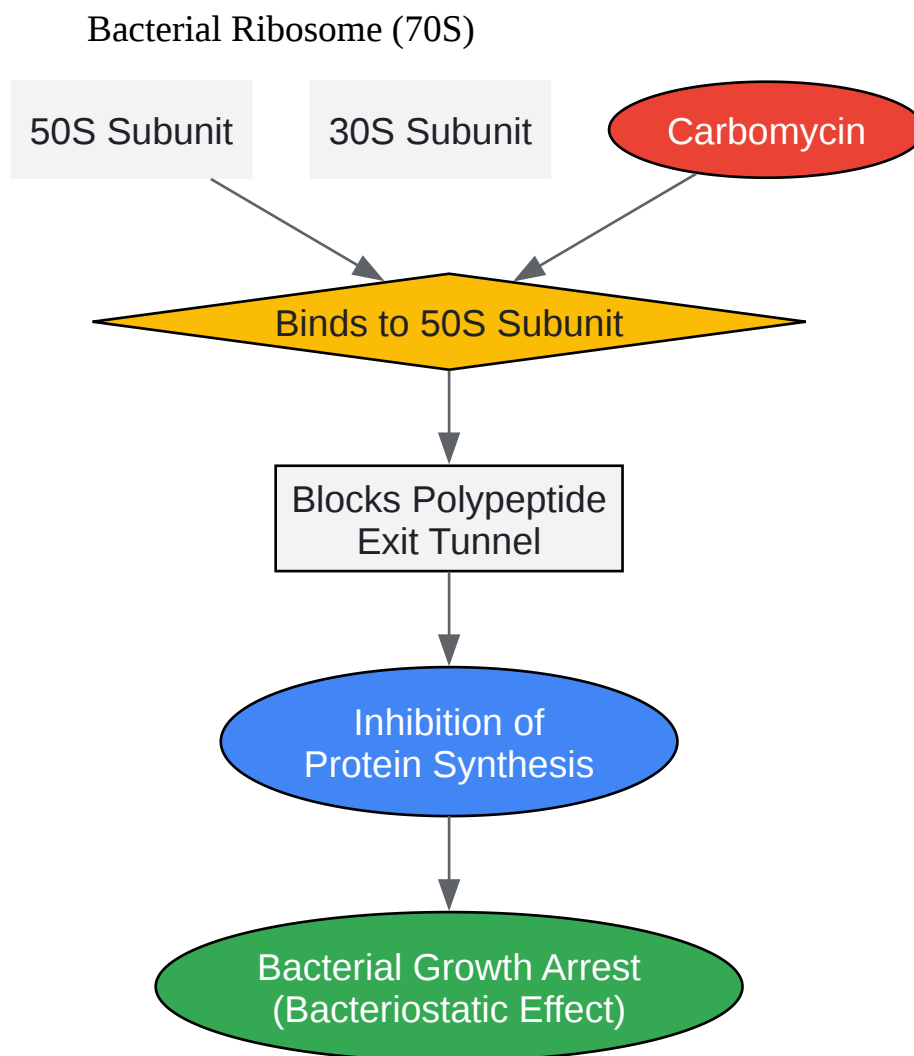 Bacterial Ribosome (70S)
50S Subunit
30S Subunit
Carbomycin
Binds to 50S Subunit
Blocks Polypeptide
Exit Tunnel
Inhibition of
Protein Synthesis
Bacterial Growth Arrest
(Bacteriostatic Effect)